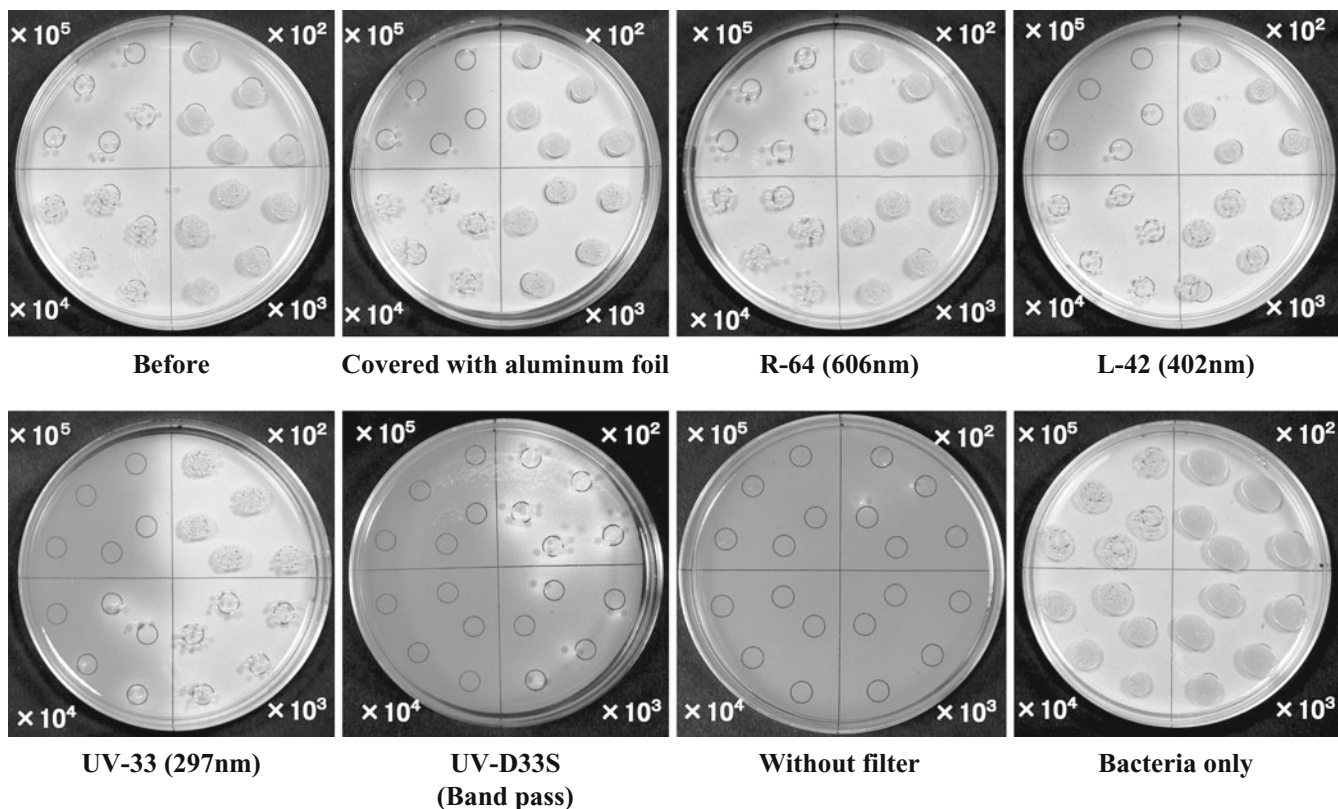 × 10⁵ × 10²
× 10⁴ × 10³
Before
× 10⁵ × 10²
× 10⁴ × 10³
Covered with aluminum foil
× 10⁵ × 10²
× 10⁴ × 10³
R-64 (606nm)
× 10⁵ × 10²
× 10⁴ × 10³
L-42 (402nm)
× 10⁵ × 10²
× 10⁴ × 10³
UV-33 (297nm)
× 10⁵ × 10²
× 10⁴ × 10³
UV-D33S
(Band pass)
× 10⁵ × 10²
× 10⁴ × 10³
Without filter
× 10⁵ × 10²
× 10⁴ × 10³
Bacteria only